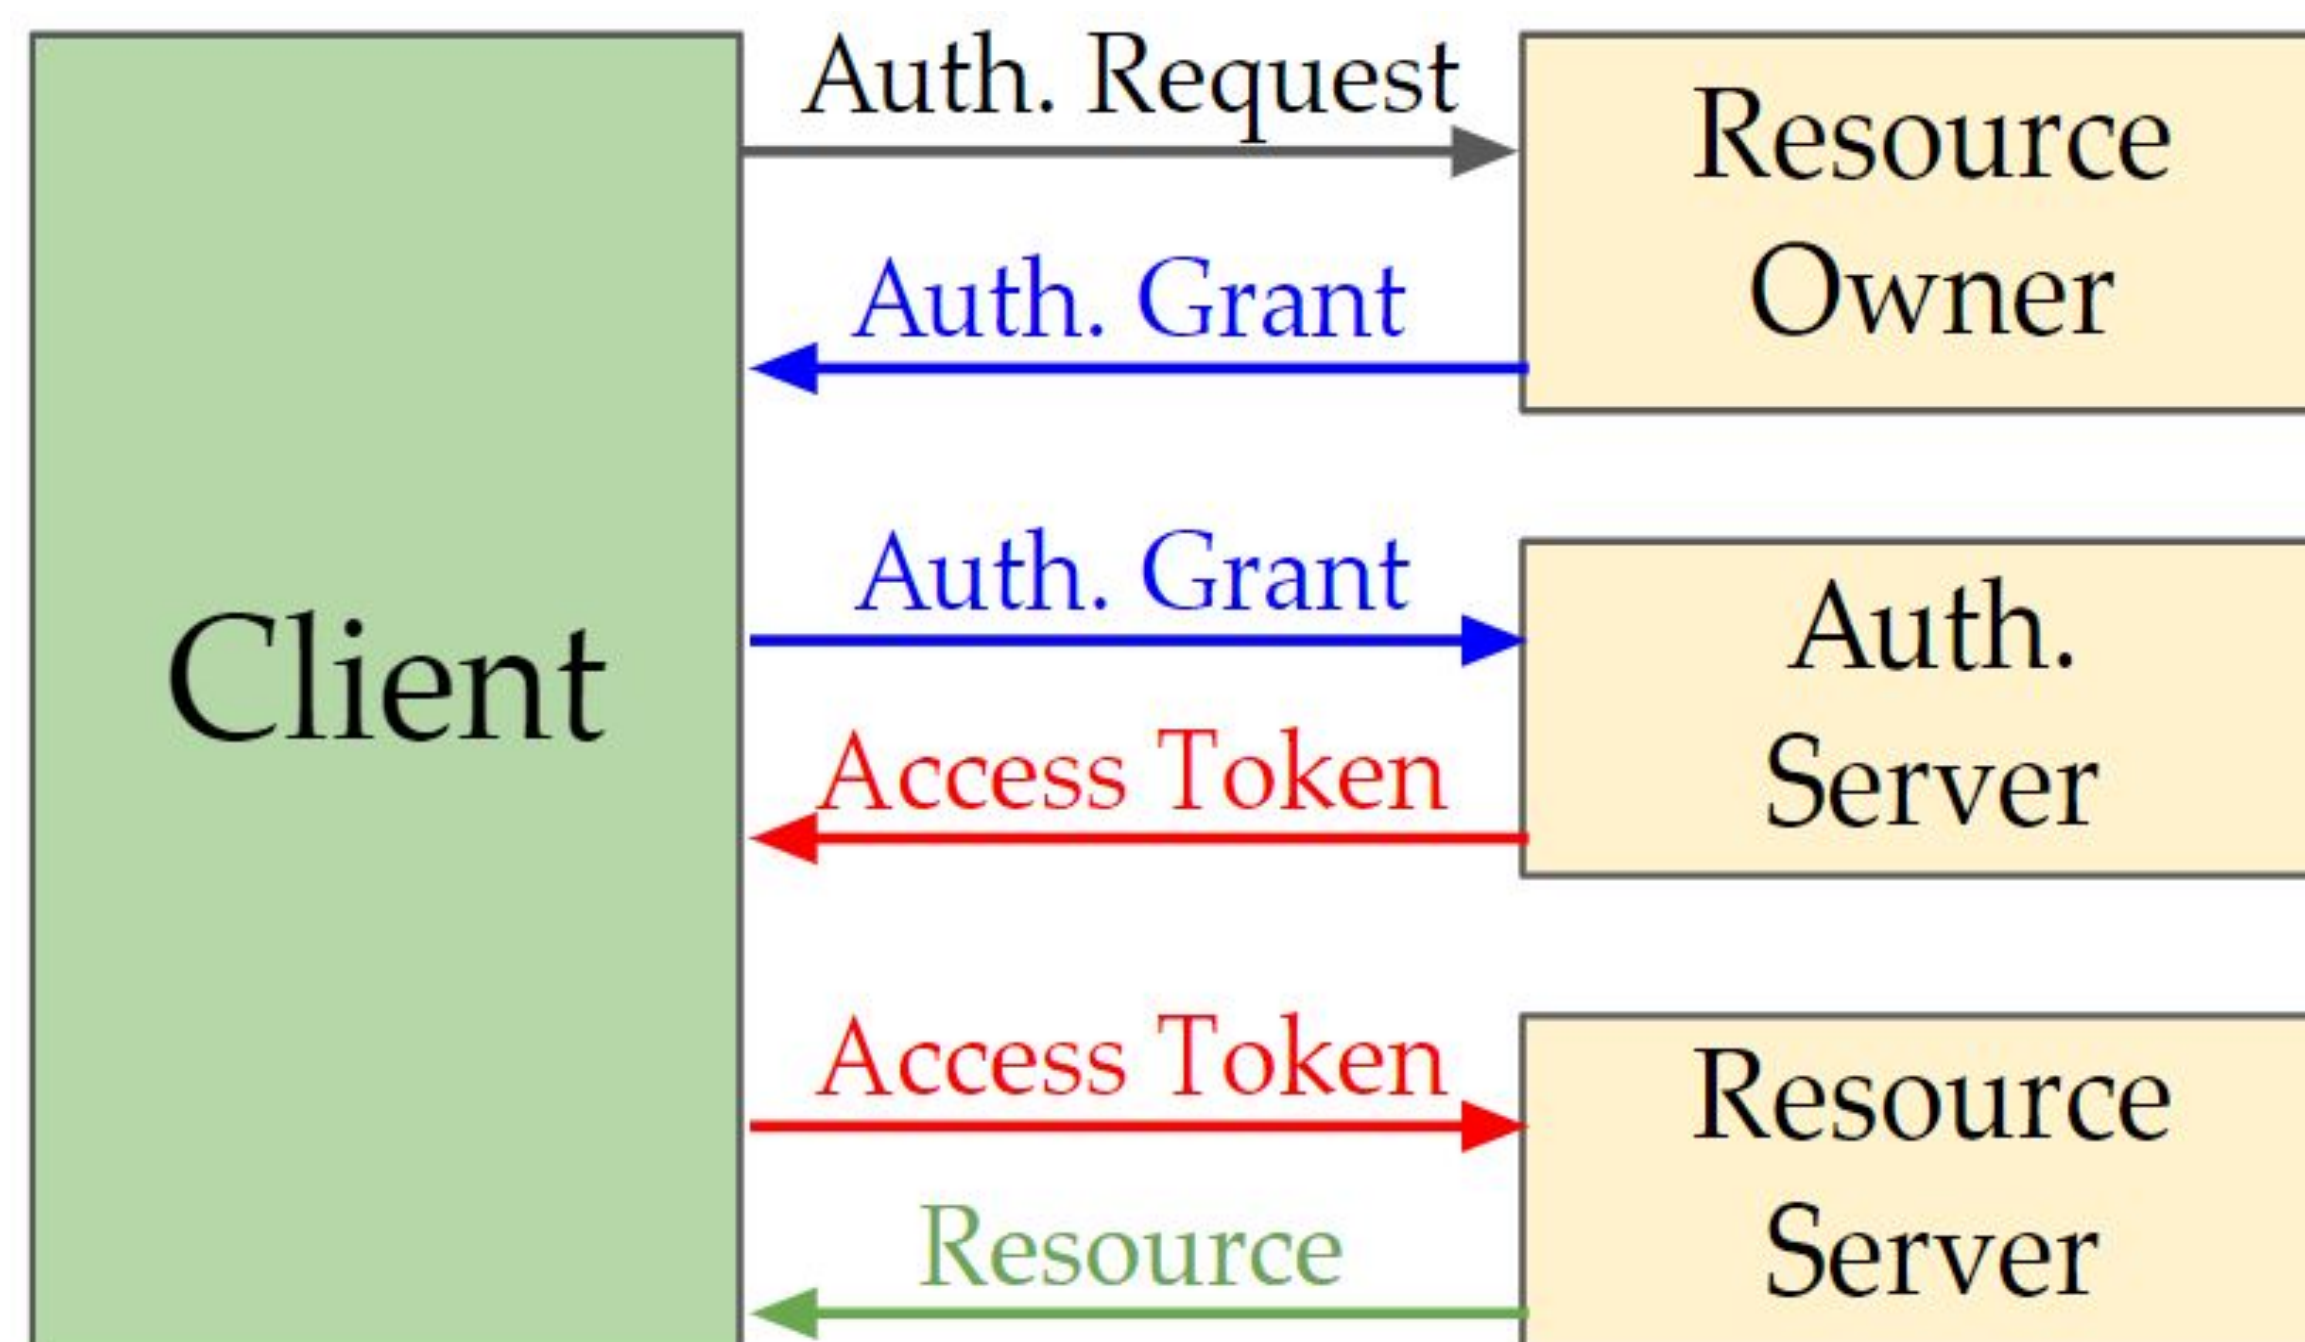 Auth. Request
Resource
Owner
Auth. Grant
Auth. Grant
Auth.
Server
Client
Access Token
Access Token
Resource
Server
Resource